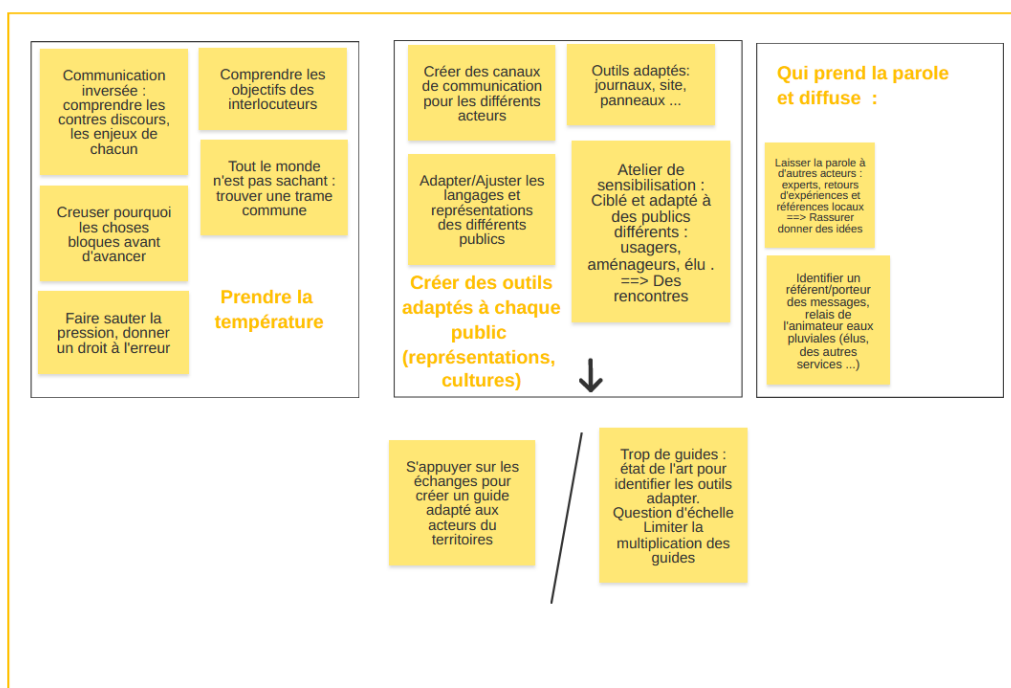 Communication
inversée :
comprendre les
contres discours,
les enjeux de
chacun
Comprendre les
objectifs des
interlocuteurs
Tout le monde
n'est pas sachant :
trouver une trame
commune
Creuser pourquoi
les choses
bloques avant
d'avancer
Faire sauter la
pression, donner
un droit à l'erreur
Prendre la
température
Créer des canaux
de communication
pour les différents
acteurs
Outils adaptés:
journaux, site,
panneaux ...
Adapter/Ajuster les
langages et
représentations
des différents
publics
Atelier de
sensibilisation :
Ciblé et adapté à
des publics
différents :
usagers,
aménageurs, élu .
==> Des
rencontres
Créer des outils
adaptés à chaque
public
(représentations,
cultures)
Qui prend la parole
et diffuse :
Laisser la parole à
d'autres acteurs :
experts, retours
d'expériences et
références locaux
==> Rassurer
donner des idées
Identifier un
référent/porteur
des messages,
relais de
l'animateur eaux
pluviales (élus,
des autres
services ...)
S'appuyer sur les
échanges pour
créer un guide
adapté aux
acteurs du
territoires
Trop de guides :
état de l'art pour
identifier les outils
adapter.
Question d'échelle
Limiter la
multiplication des
guides